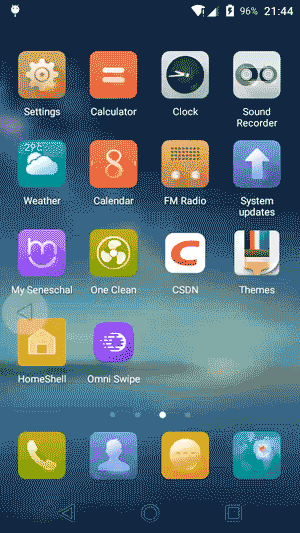 96% 21:44
Settings Calculator Clock Sound Recorder
29°
8
Weather Calendar FM Radio System updates
My Seneschal One Clean CSDN Themes
HomeShell Omni Swipe